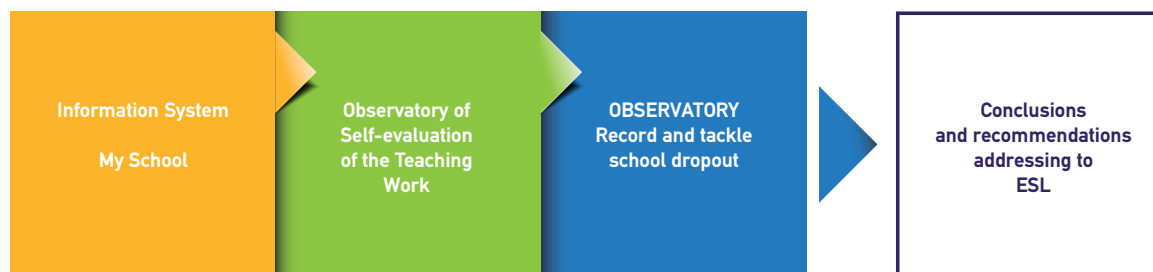 Information System
My School
Observatory of
Self-evaluation
of the Teaching
Work
OBSERVATORY
Record and tackle
school dropout
Conclusions
and recommendations
addressing to
ESL